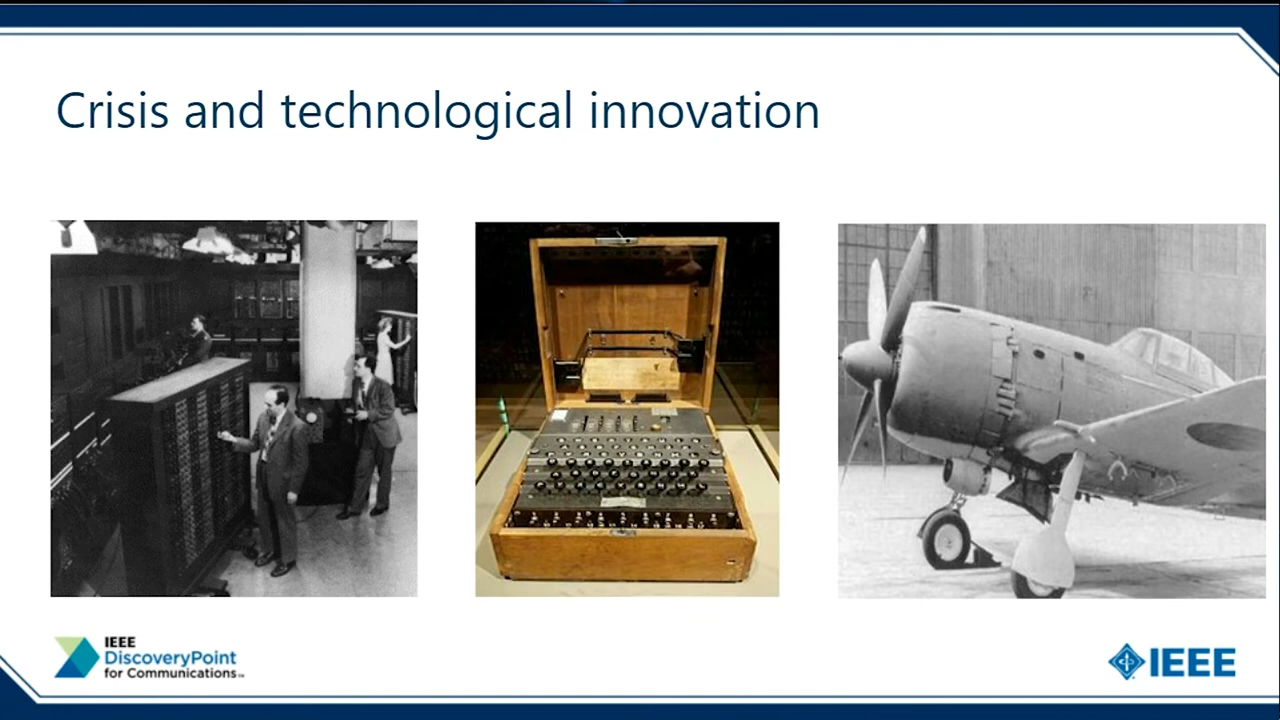 Crisis and technological innovation
IEEE
DiscoveryPoint
for Communications
IEEE